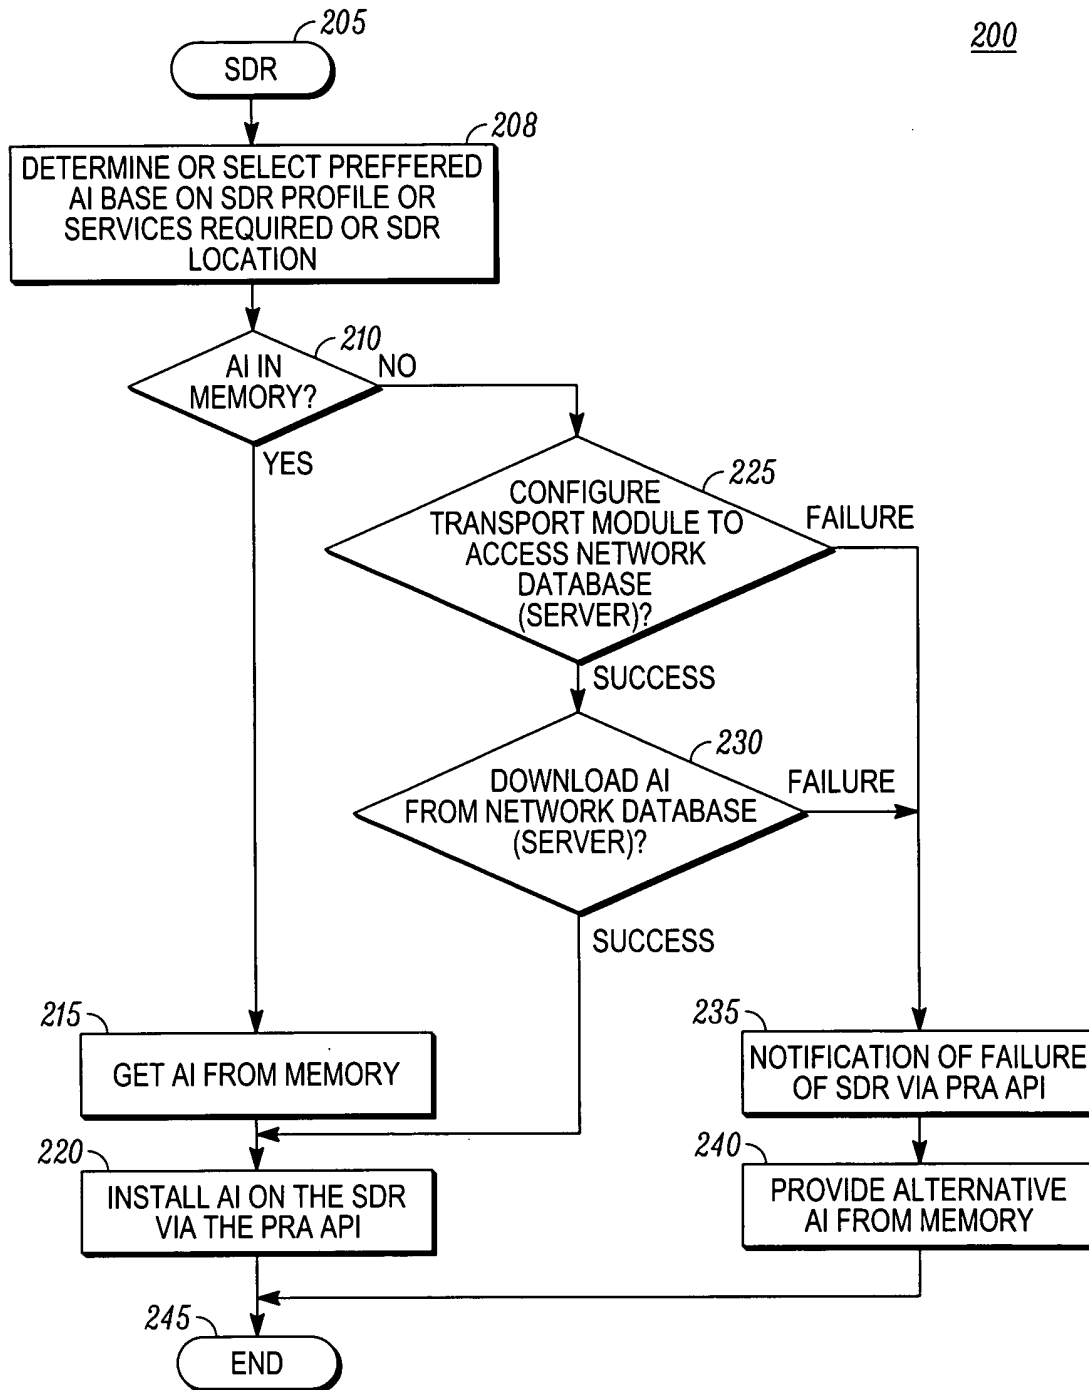 205
200
SDR
208
DETERMINE OR SELECT PREFFERED
AI BASE ON SDR PROFILE OR
SERVICES REQUIRED OR SDR
LOCATION
210
AI IN
MEMORY?
NO
YES
225
CONFIGURE
TRANSPORT MODULE TO
ACCESS NETWORK
DATABASE
(SERVER)?
FAILURE
SUCCESS
230
DOWNLOAD AI
FROM NETWORK DATABASE
(SERVER)?
FAILURE
SUCCESS
215
GET AI FROM MEMORY
235
NOTIFICATION OF FAILURE
OF SDR VIA PRA API
220
INSTALL AI ON THE SDR
VIA THE PRA API
240
PROVIDE ALTERNATIVE
AI FROM MEMORY
245
END